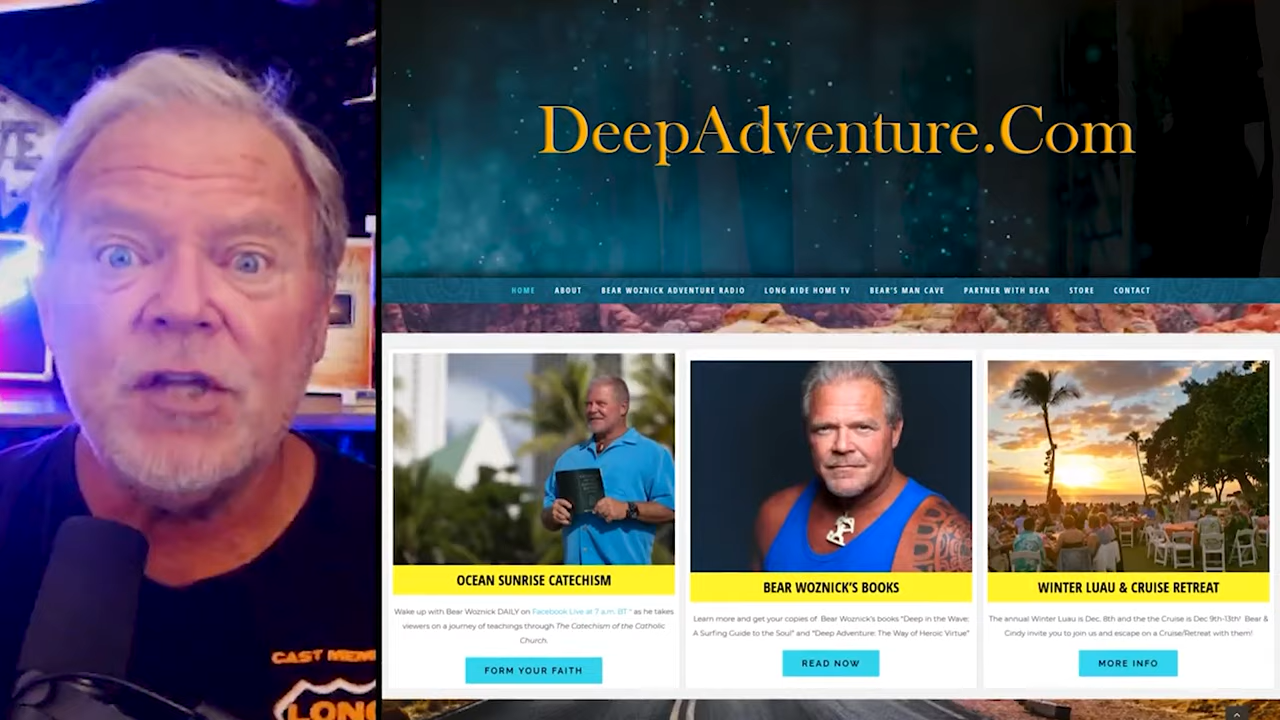 DeepAdventure.Com
HOME ABOUT BEAR WOZNICK ADVENTURE RADIO LONG RIDE HOME TV BEAR'S MAN CAVE PARTNER WITH BEAR STORE CONTACT
OCEAN SUNRISE CATECHISM
Wake up with Bear Woznick DAILY on Facebook Live at 7 a.m. BT * as he takes
viewers on a journey of teachings through The Catechism of the Catholic
Church.
FORM YOUR FAITH
BEAR WOZNICK'S BOOKS
Learn more and get your copies of Bear Woznick's books "Deep in the Wave:
A Surfing Guide to the Soul" and "Deep Adventure: The Way of Heroic Virtue"
READ NOW
WINTER LUAU & CRUISE RETREAT
The annual Winter Luau is Dec, 8th and the the Cruise is Dec 9th-13th! Bear &
Cindy invite you to join us and escape on a Cruise/Retreat with them!
MORE INFO
CAST MEM
LONG